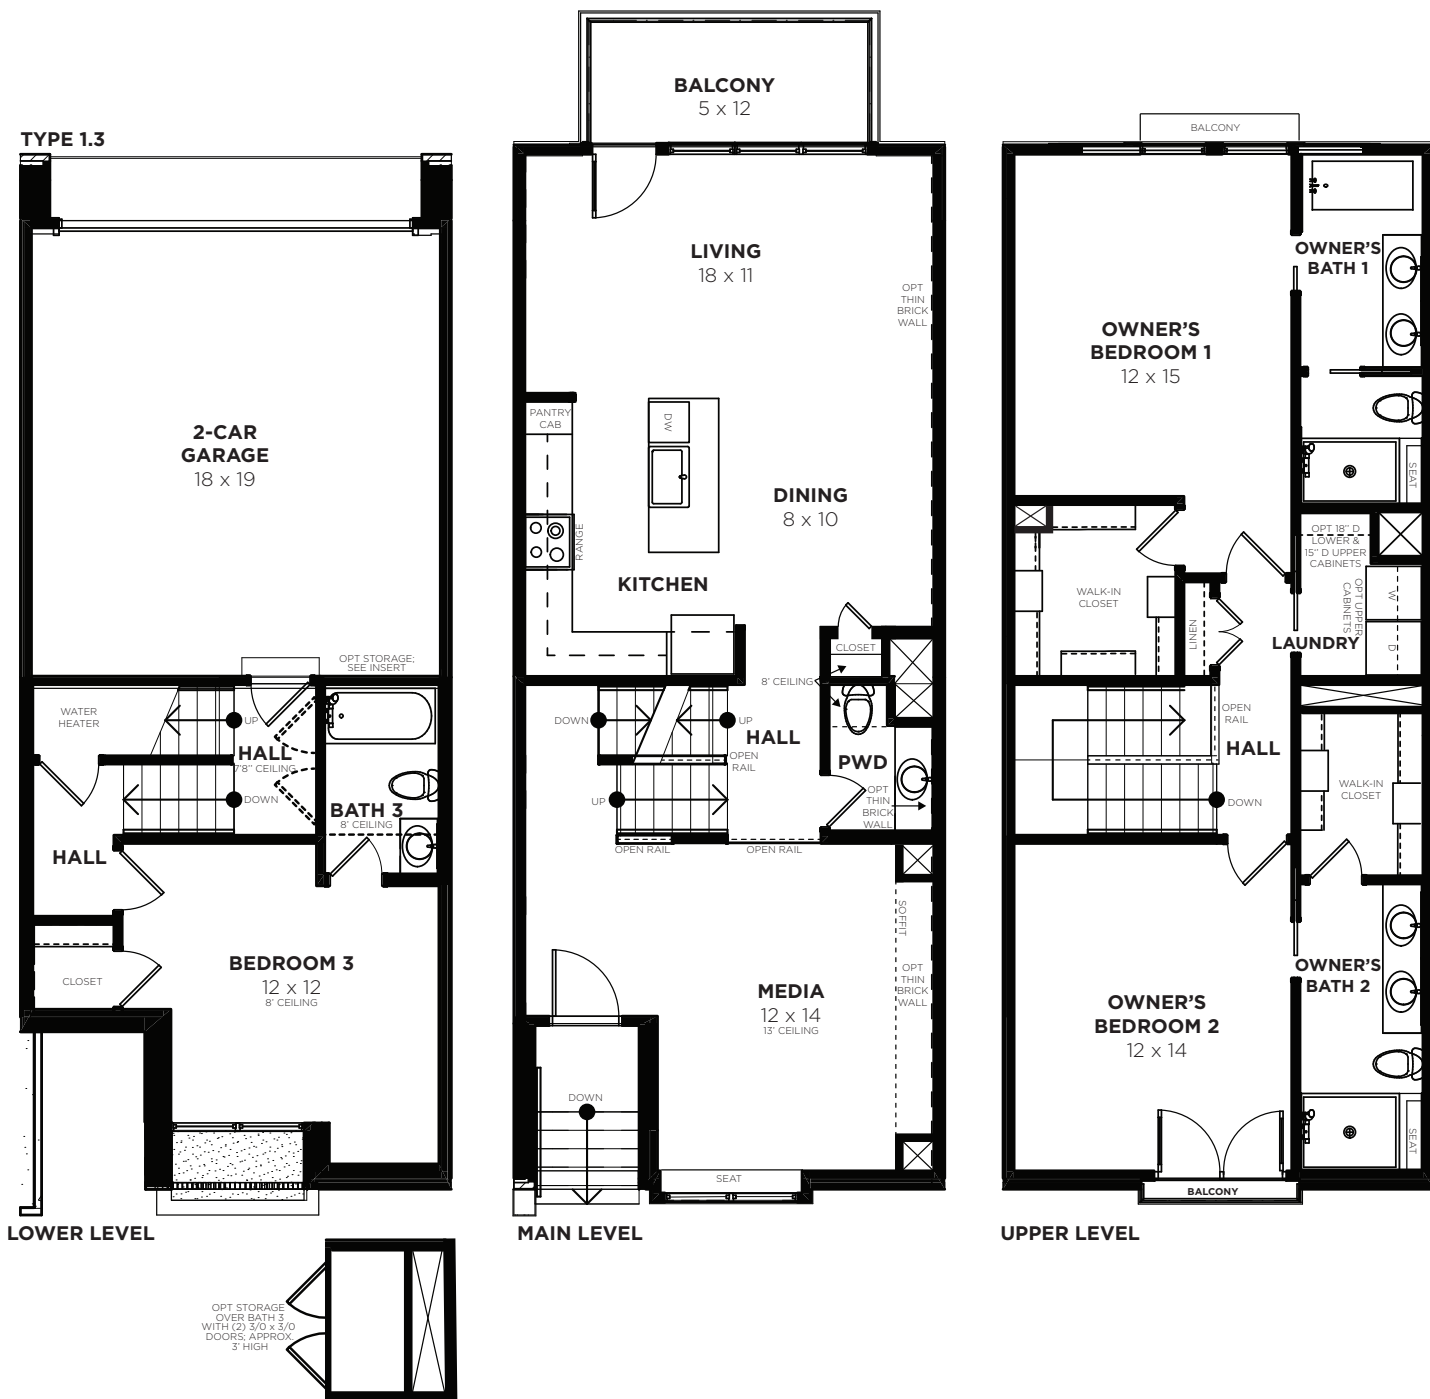 TYPE 1.3
2-CAR
GARAGE
18 x 19
OPT STORAGE;
SEE INSERT
WATER
HEATER
UP
HALL
7'8" CEILING
DOWN
BATH 3
8' CEILING
HALL
CLOSET
BEDROOM 3
12 x 12
8' CEILING
LOWER LEVEL
OPT STORAGE
OVER BATH 3
WITH (2) 3/0 x 3/0
DOORS; APPROX.
3' HIGH
BALCONY
5 x 12
LIVING
18 x 11
OPT
THIN
BRICK
WALL
PANTRY
CAB
DW
DINING
8 x 10
RANGE
KITCHEN
CLOSET
8' CEILING
DOWN
UP
HALL
OPEN
RAIL
PWD
UP
OPT
THIN
BRICK
WALL
OPEN RAIL
OPEN RAIL
SOFFIT
OPT
THIN
BRICK
WALL
MEDIA
12 x 14
13' CEILING
DOWN
SEAT
MAIN LEVEL
BALCONY
OWNER'S
BATH 1
OWNER'S
BEDROOM 1
12 x 15
SEAT
OPT 18" D
LOWER &
15" D UPPER
CABINETS
WALK-IN
CLOSET
LINEN
OPT UPPER
CABINETS
W
LAUNDRY
D
OPEN
RAIL
HALL
DOWN
WALK-IN
CLOSET
OWNER'S
BATH 2
OWNER'S
BEDROOM 2
12 x 14
SEAT
BALCONY
UPPER LEVEL